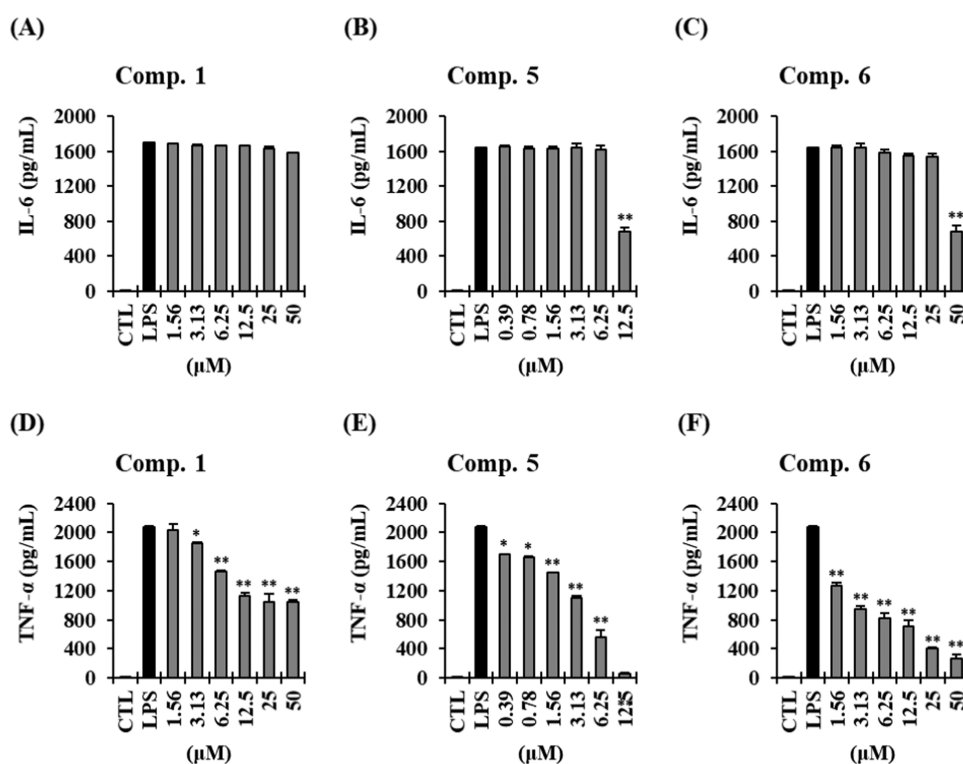 (A)
Comp. 1
IL-6 (pg/mL)
2000
1600
1200
800
400
0
CTL
LPS
1.56
3.13
6.25
12.5
25
50
(μM)
(B)
Comp. 5
IL-6 (pg/mL)
2000
1600
1200
800
400
0
**
CTL
LPS
0.39
0.78
1.56
3.13
6.25
12.5
(μM)
(C)
Comp. 6
IL-6 (pg/mL)
2000
1600
1200
800
400
0
**
CTL
LPS
1.56
3.13
6.25
12.5
25
50
(μM)
(D)
Comp. 1
TNF-α (pg/mL)
2400
2000
1600
1200
800
400
0
*
**
**
**
**
CTL
LPS
1.56
3.13
6.25
12.5
25
50
(μM)
(E)
Comp. 5
TNF-α (pg/mL)
2400
2000
1600
1200
800
400
0
*
*
**
**
**
**
CTL
LPS
0.39
0.78
1.56
3.13
6.25
12.5
(μM)
(F)
Comp. 6
TNF-α (pg/mL)
2400
2000
1600
1200
800
400
0
**
**
**
**
**
**
CTL
LPS
1.56
3.13
6.25
12.5
25
50
(μM)